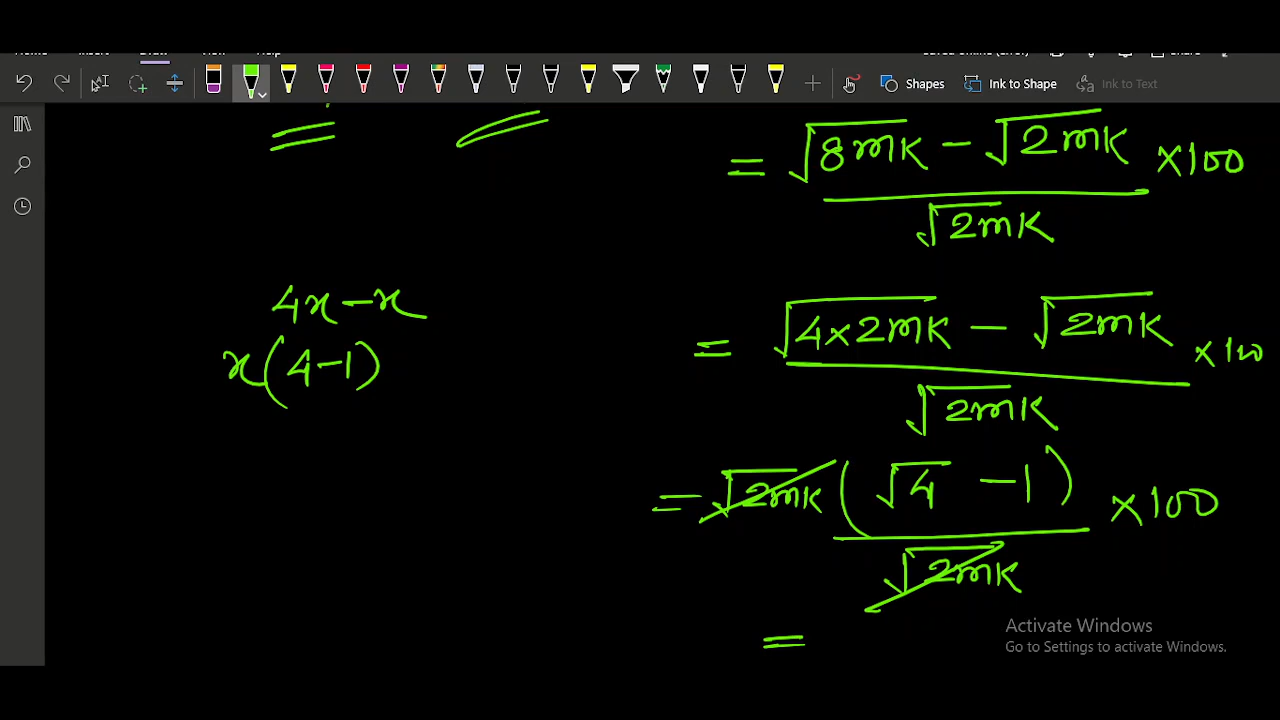 Shapes
Ink to Shape
Ink to Text
= √8mK − √2mK ×100
√2mK
4x − x
x(4−1)
= √4×2mK − √2mK ×100
√2mK
= √2mK (√4 − 1) ×100
√2mK
=
Activate Windows
Go to Settings to activate Windows.